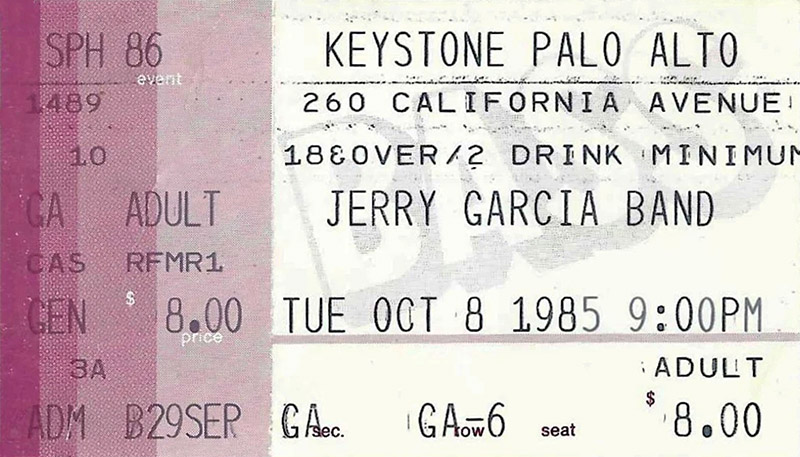 SPH 86
event
1489
10
GA ADULT
CAS RFMR1
GEN $ 8.00
price
3A
ADM B29SER
KEYSTONE PALO ALTO
260 CALIFORNIA AVENUE
18&OVER/2 DRINK MINIMUM
BASS
JERRY GARCIA BAND
TUE OCT 8 1985 9:00PM
ADULT
GA GA-6 $ 8.00
sec. row seat